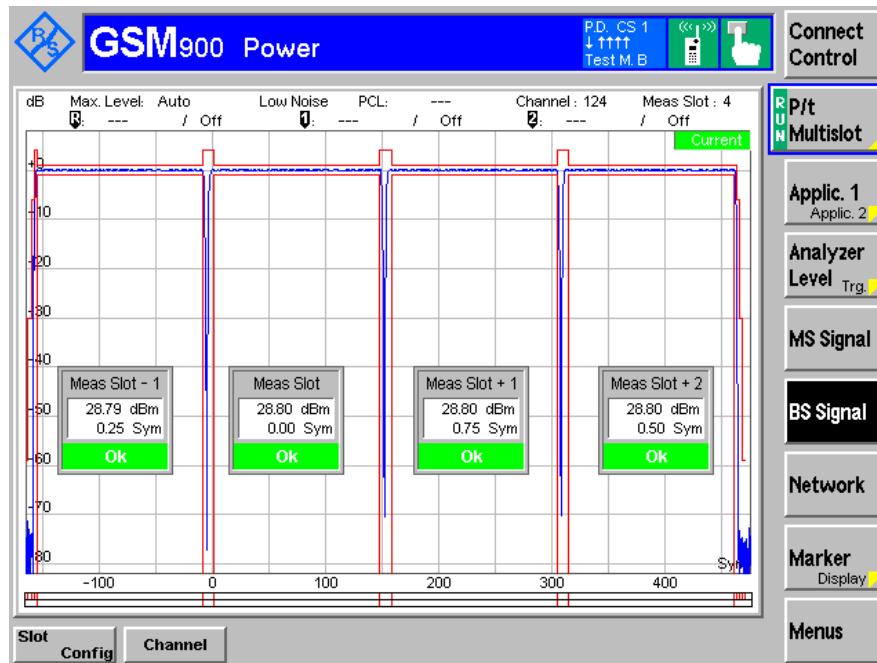 R&S
GSM900 Power
P.D. CS 1
↓ ↑↑↑↑
Test M. B
Connect
Control
dB Max. Level: Auto Low Noise PCL: --- Channel : 124 Meas Slot : 4
R: --- / Off 1: --- / Off 2: --- / Off
Current
RUN
P/t
Multislot
Applic. 1
Applic. 2
Analyzer
Level Trg.
MS Signal
BS Signal
Network
Marker
Display
Menus
+0
-10
-20
-30
-40
-50
-60
-70
-80
Meas Slot - 1
28.79 dBm
0.25 Sym
Ok
Meas Slot
28.80 dBm
0.00 Sym
Ok
Meas Slot + 1
28.80 dBm
0.75 Sym
Ok
Meas Slot + 2
28.80 dBm
0.50 Sym
Ok
-100 0 100 200 300 400
Slot
Config
Channel